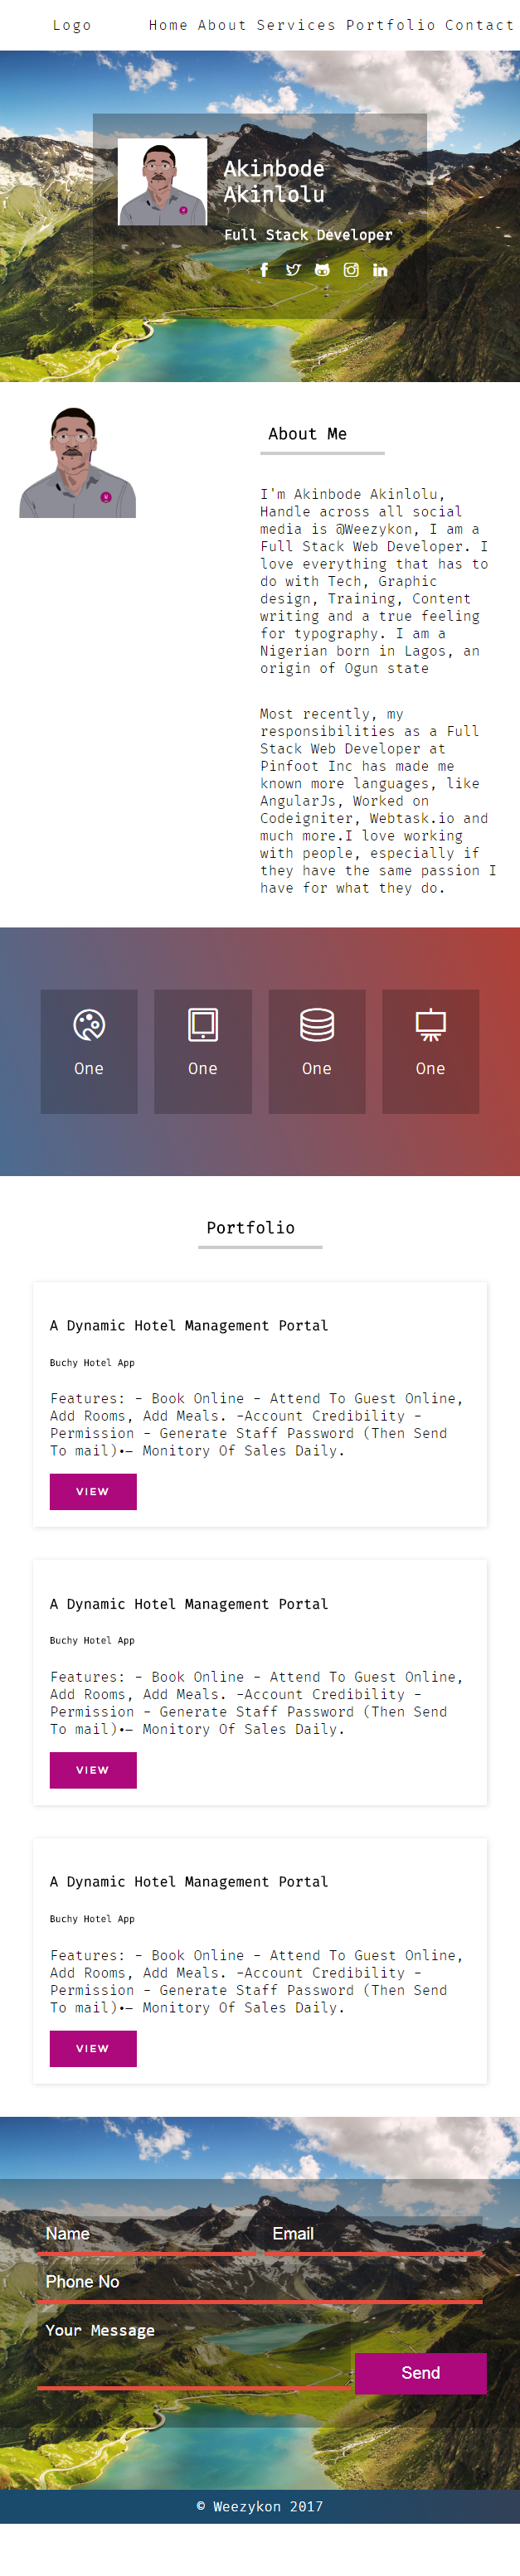 Logo Home About Services Portfolio Contact
Akinbode
Akinlolu
Full Stack Developer
About Me
I'm Akinbode Akinlolu,
Handle across all social
media is @Weezykon, I am a
Full Stack Web Developer. I
love everything that has to
do with Tech, Graphic
design, Training, Content
writing and a true feeling
for typography. I am a
Nigerian born in Lagos, an
origin of Ogun state
Most recently, my
responsibilities as a Full
Stack Web Developer at
Pinfoot Inc has made me
known more languages, like
AngularJs, Worked on
Codeigniter, Webtask.io and
much more.I love working
with people, especially if
they have the same passion I
have for what they do.
One One One One
Portfolio
A Dynamic Hotel Management Portal
Buchy Hotel App
Features: - Book Online - Attend To Guest Online,
Add Rooms, Add Meals. -Account Credibility -
Permission - Generate Staff Password (Then Send
To mail)•— Monitory Of Sales Daily.
VIEW
A Dynamic Hotel Management Portal
Buchy Hotel App
Features: - Book Online - Attend To Guest Online,
Add Rooms, Add Meals. -Account Credibility -
Permission - Generate Staff Password (Then Send
To mail)•— Monitory Of Sales Daily.
VIEW
A Dynamic Hotel Management Portal
Buchy Hotel App
Features: - Book Online - Attend To Guest Online,
Add Rooms, Add Meals. -Account Credibility -
Permission - Generate Staff Password (Then Send
To mail)•— Monitory Of Sales Daily.
VIEW
Name Email
Phone No
Your Message
Send
© Weezykon 2017